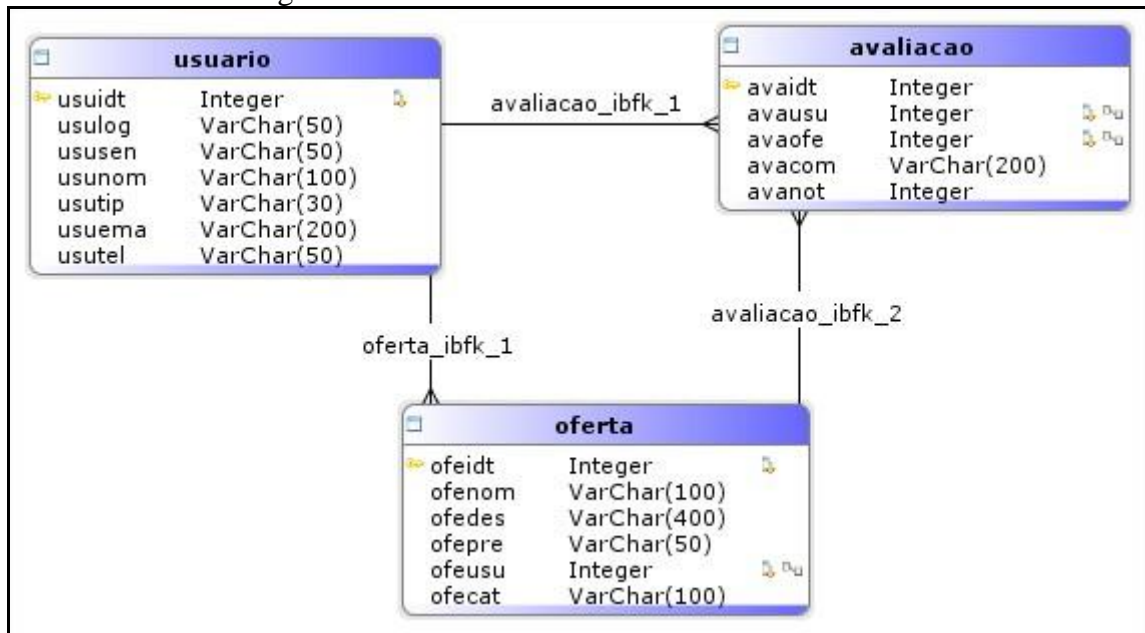 usuario
usuidt Integer
usulog VarChar(50)
ususen VarChar(50)
usunom VarChar(100)
usutip VarChar(30)
usuema VarChar(200)
usutel VarChar(50)
avaliacao_ibfk_1
avaliacao
avaidt Integer
avausu Integer
avaofe Integer
avacom VarChar(200)
avanot Integer
avaliacao_ibfk_2
oferta_ibfk_1
oferta
ofeidt Integer
ofenom VarChar(100)
ofedes VarChar(400)
ofepre VarChar(50)
ofeusu Integer
ofecat VarChar(100)